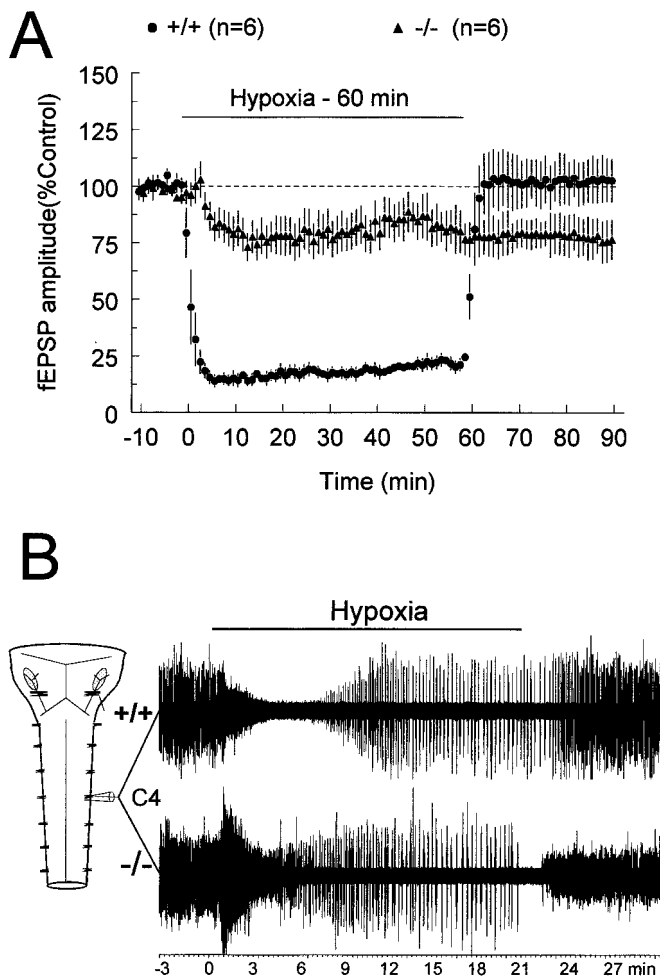 A
● +/+ (n=6) ▲ -/- (n=6)
fEPSP amplitude(%Control)
150
125
100
75
50
25
0
Hypoxia - 60 min
-10 0 10 20 30 40 50 60 70 80 90
Time (min)
B
Hypoxia
+/+
C4
-/-
-3 0 3 6 9 12 15 18 21 24 27 min